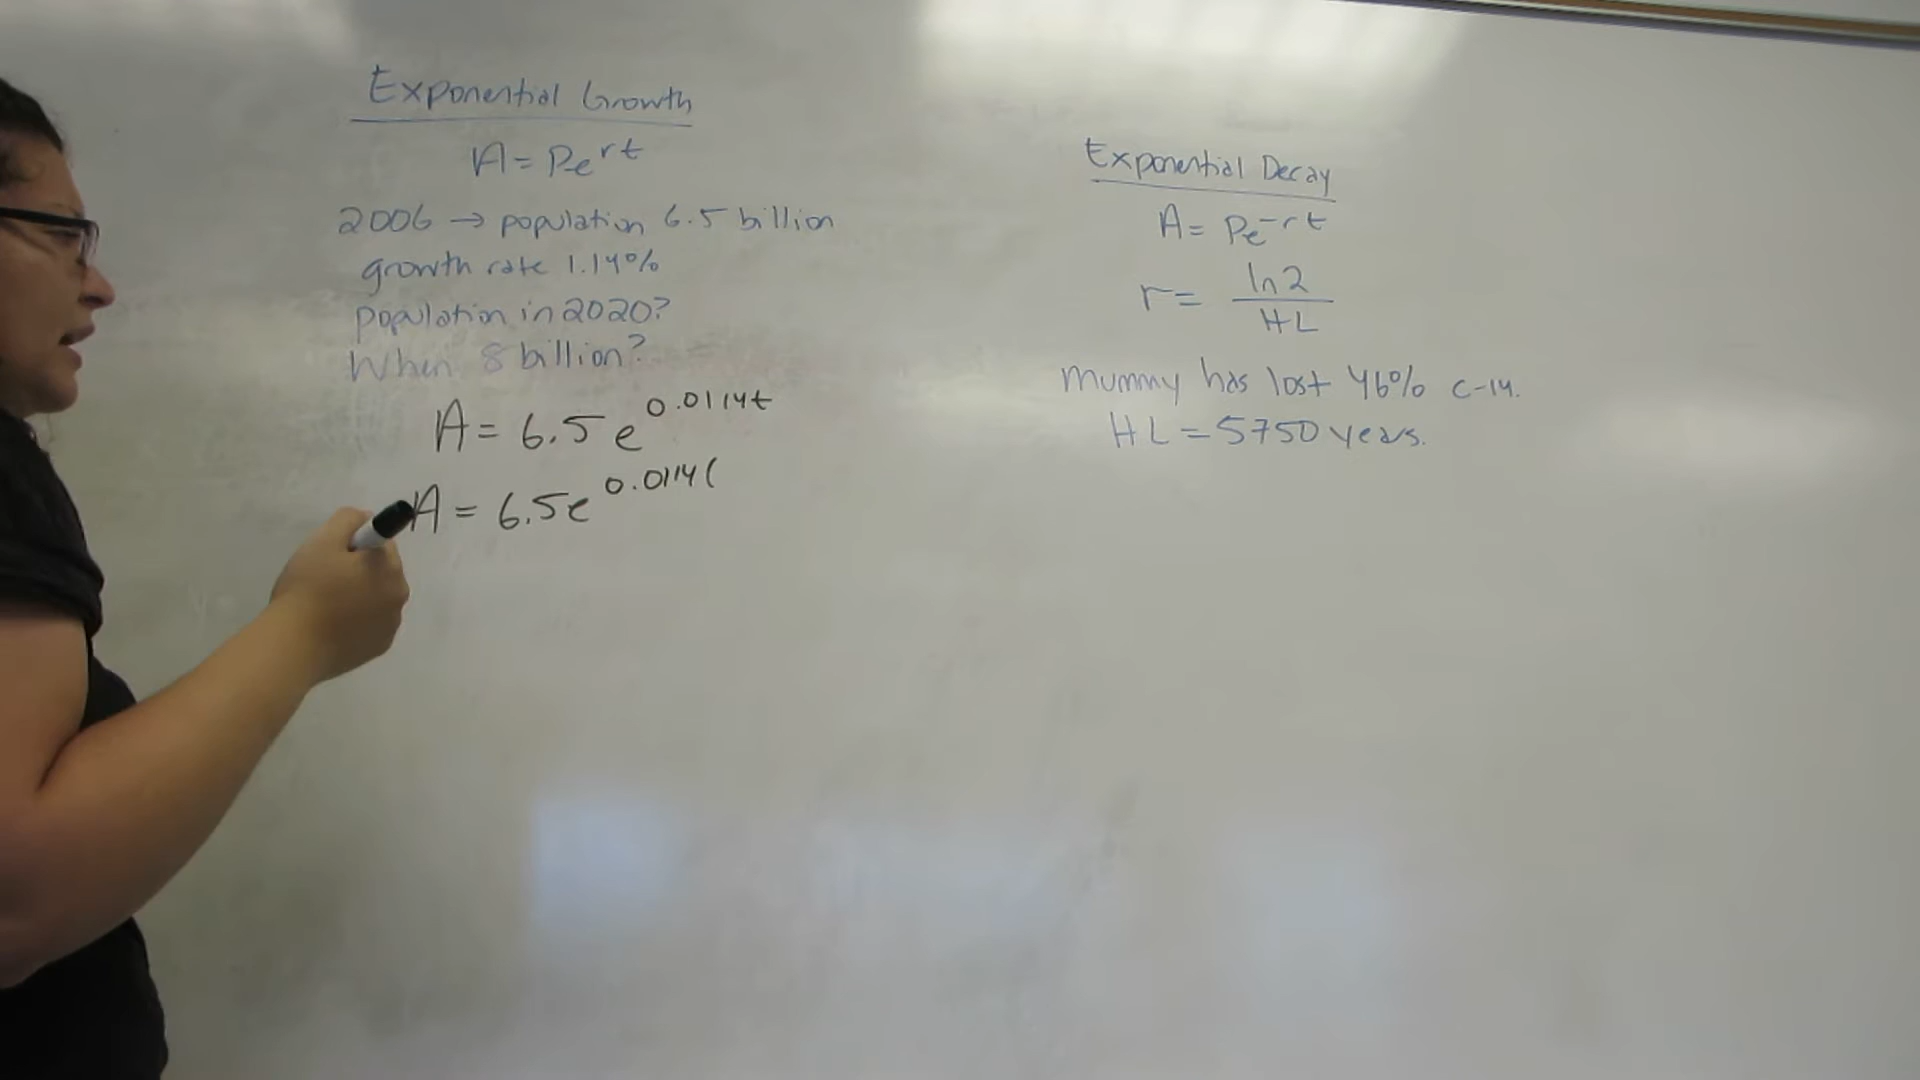 Exponential Growth
A = Pe^rt
2006 → population 6.5 billion
growth rate 1.14%
population in 2020?
When 8 billion?
A = 6.5 e^0.0114t
A = 6.5e^0.0114(
Exponential Decay
A = Pe^-rt
r = ln2/HL
Mummy has lost 46% C-14.
HL = 5750 years.